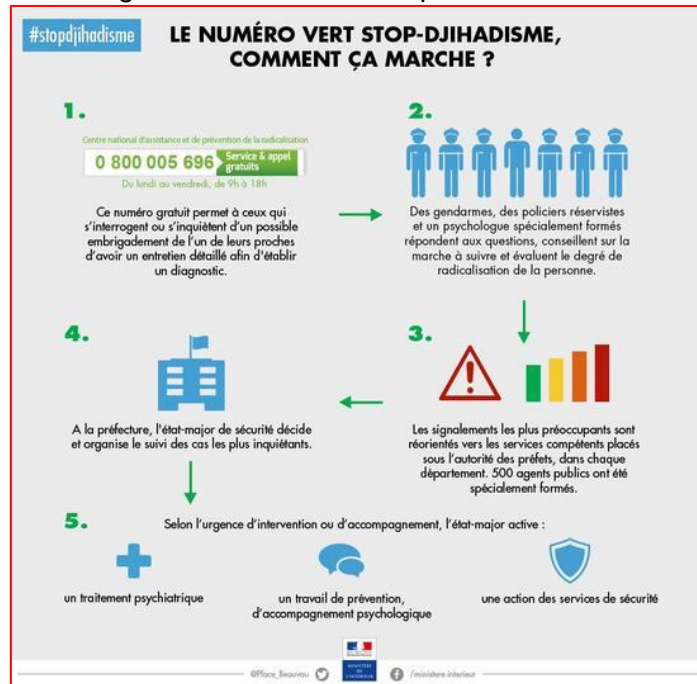 #stopdjihadisme
LE NUMÉRO VERT STOP-DJIHADISME,
COMMENT ÇA MARCHE ?
1.
Centre national d'assistance et de prévention de la radicalisation
0 800 005 696 Service & appel
gratuits
Du lundi au vendredi, de 9h à 18h
Ce numéro gratuit permet à ceux qui
s'interrogent ou s'inquiètent d'un possible
embrigadement de l'un de leurs proches
d'avoir un entretien détaillé afin d'établir
un diagnostic.
2.
Des gendarmes, des policiers réservistes
et un psychologue spécialement formés
répondent aux questions, conseillent sur la
marche à suivre et évaluent le degré de
radicalisation de la personne.
3.
Les signalements les plus préoccupants sont
réorientés vers les services compétents placés
sous l'autorité des préfets, dans chaque
département. 500 agents publics ont été
spécialement formés.
4.
A la préfecture, l'état-major de sécurité décide
et organise le suivi des cas les plus inquiétants.
5.
Selon l'urgence d'intervention ou d'accompagnement, l'état-major active :
un traitement psychiatrique
un travail de prévention,
d'accompagnement psychologique
une action des services de sécurité
@Place_Beauvau
MINISTÈRE
DE L'INTÉRIEUR
/ministere.interieur